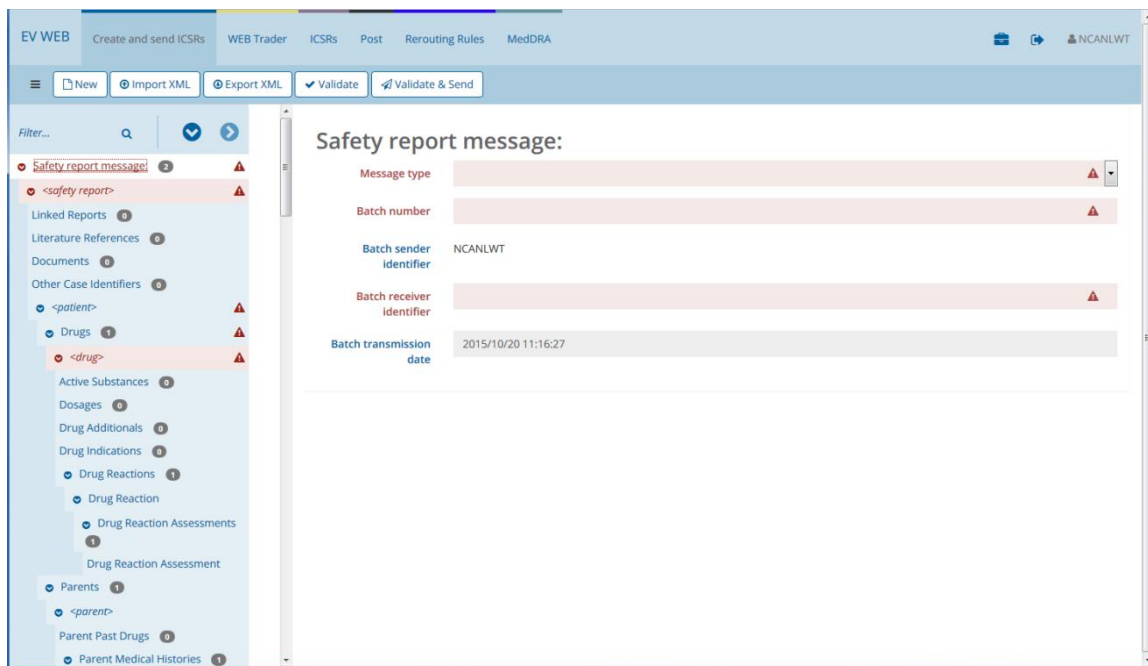 EV WEB
Create and send ICSRs
WEB Trader
ICSRs
Post
Rerouting Rules
MedDRA
NCANLWT
New
Import XML
Export XML
Validate
Validate & Send
Filter...
Safety report message: 2
<safety report>
Linked Reports 0
Literature References 0
Documents 0
Other Case Identifiers 0
<patient>
Drugs 1
<drug>
Active Substances 0
Dosages 0
Drug Additionals 0
Drug Indications 0
Drug Reactions 1
Drug Reaction
Drug Reaction Assessments
1
Drug Reaction Assessment
Parents 1
<parent>
Parent Past Drugs 0
Parent Medical Histories 1
Safety report message:
Message type
Batch number
Batch sender
identifier
NCANLWT
Batch receiver
identifier
Batch transmission
date
2015/10/20 11:16:27